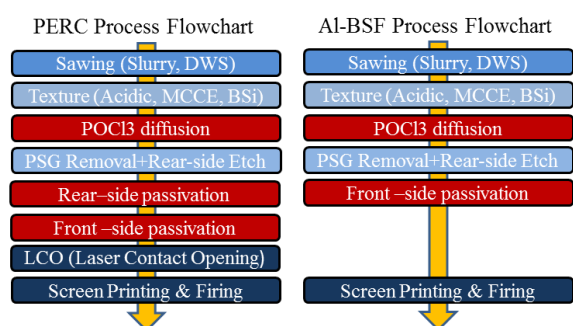 PERC Process Flowchart
Sawing (Slurry, DWS)
Texture (Acidic, MCCE, BSi)
POCl3 diffusion
PSG Removal+Rear-side Etch
Rear–side passivation
Front –side passivation
LCO (Laser Contact Opening)
Screen Printing & Firing
Al-BSF Process Flowchart
Sawing (Slurry, DWS)
Texture (Acidic, MCCE, BSi)
POCl3 diffusion
PSG Removal+Rear-side Etch
Front –side passivation
Screen Printing & Firing